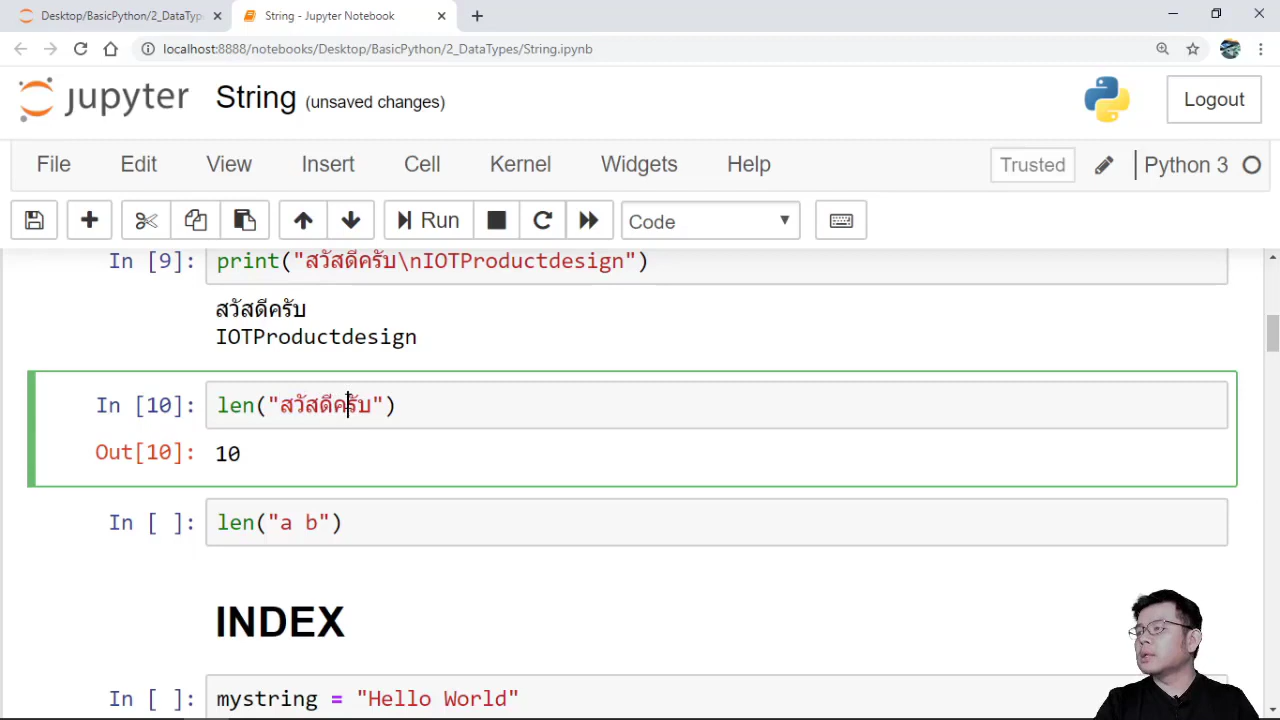 Desktop/BasicPython/2_DataTyp
String - Jupyter Notebook
localhost:8888/notebooks/Desktop/BasicPython/2_DataTypes/String.ipynb
jupyter String (unsaved changes)
Logout
File Edit View Insert Cell Kernel Widgets Help
Trusted
Python 3
Run
Code
In [9]: print("สวัสดีครับ\nIOTProductdesign")
สวัสดีครับ
IOTProductdesign
In [10]: len("สวัสดีครับ")
Out[10]: 10
In [ ]: len("a b")
INDEX
In [ ]: mystring = "Hello World"